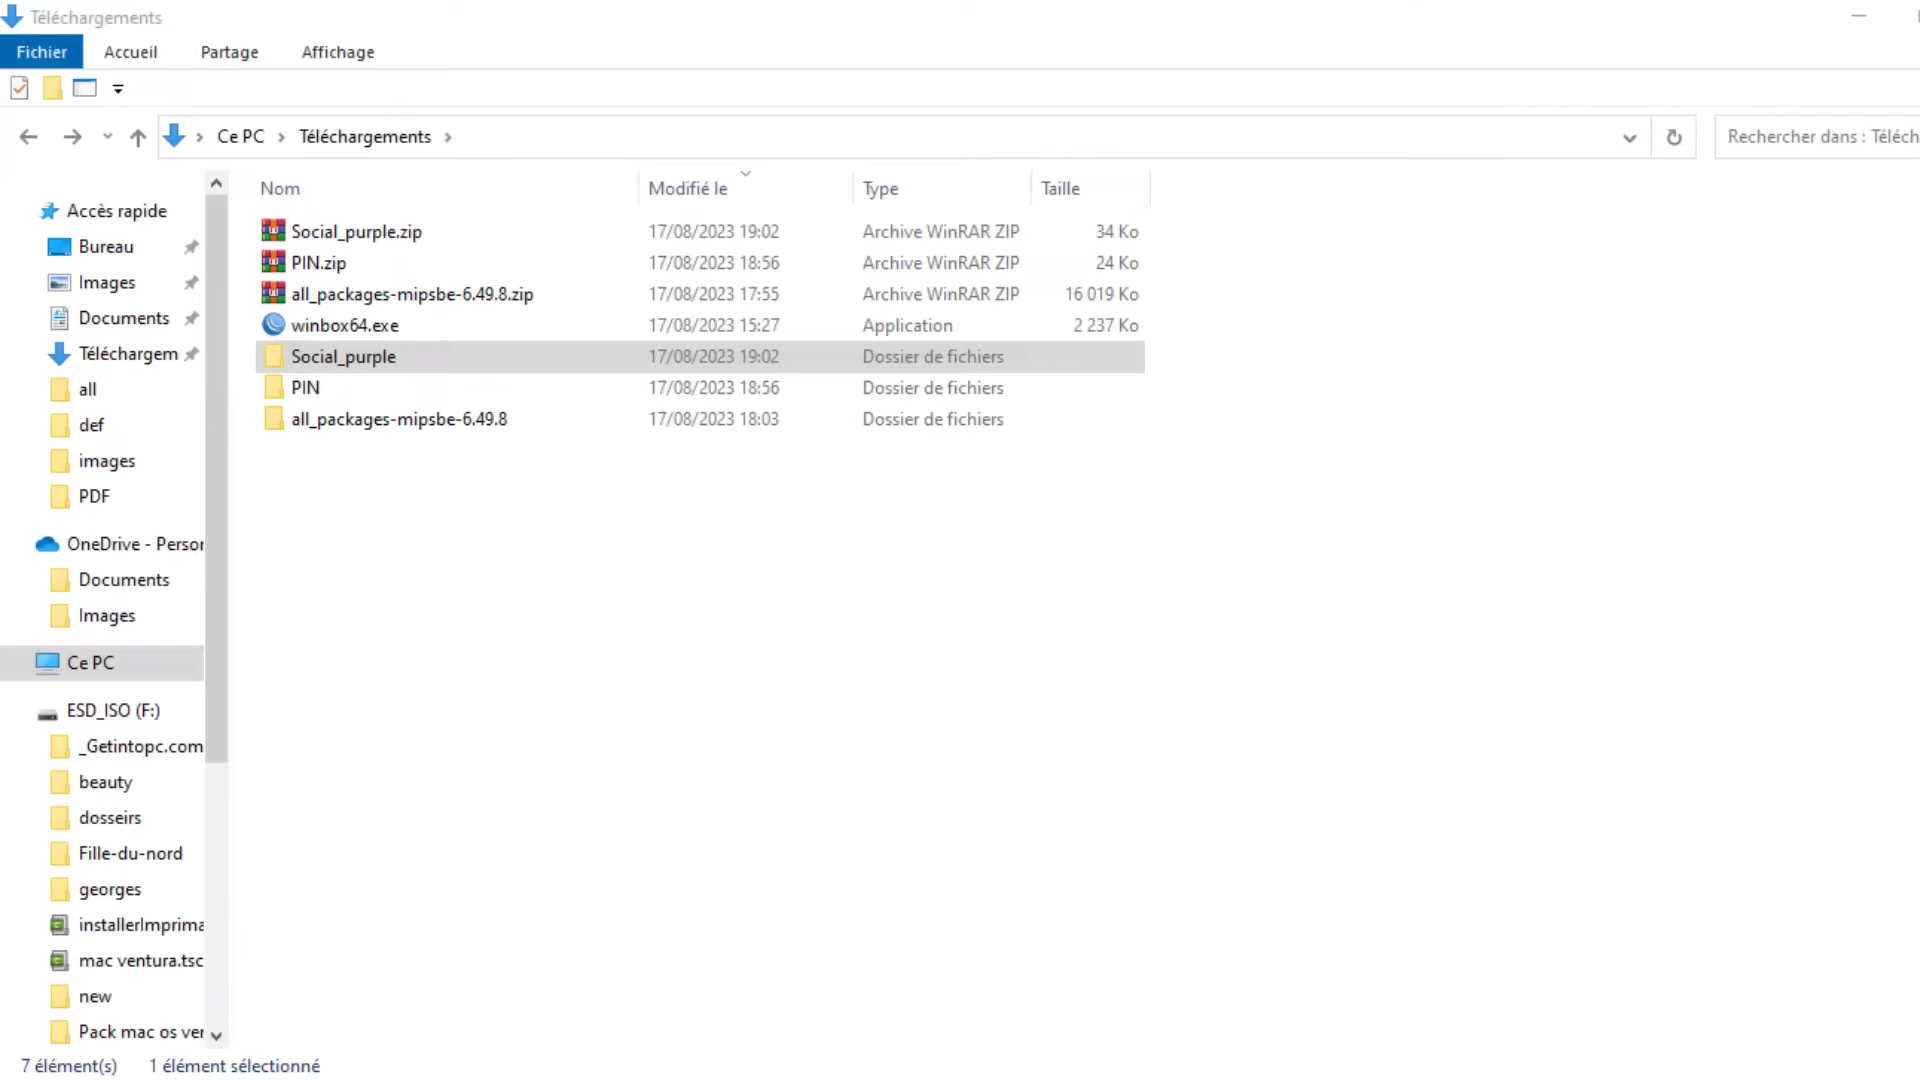 Téléchargements
Fichier Accueil Partage Affichage
Ce PC Téléchargements
Rechercher dans : Téléch
Nom Modifié le Type Taille
Social_purple.zip 17/08/2023 19:02 Archive WinRAR ZIP 34 Ko
PIN.zip 17/08/2023 18:56 Archive WinRAR ZIP 24 Ko
all_packages-mipsbe-6.49.8.zip 17/08/2023 17:55 Archive WinRAR ZIP 16 019 Ko
winbox64.exe 17/08/2023 15:27 Application 2 237 Ko
Social_purple 17/08/2023 19:02 Dossier de fichiers
PIN 17/08/2023 18:56 Dossier de fichiers
all_packages-mipsbe-6.49.8 17/08/2023 18:03 Dossier de fichiers
Accès rapide
Bureau
Images
Documents
Téléchargem
all
def
images
PDF
OneDrive - Person
Documents
Images
Ce PC
ESD_ISO (F:)
_Getintopc.com
beauty
dosseirs
Fille-du-nord
georges
installerImprima
mac ventura.tsc
new
Pack mac os ver
7 élément(s) 1 élément sélectionné